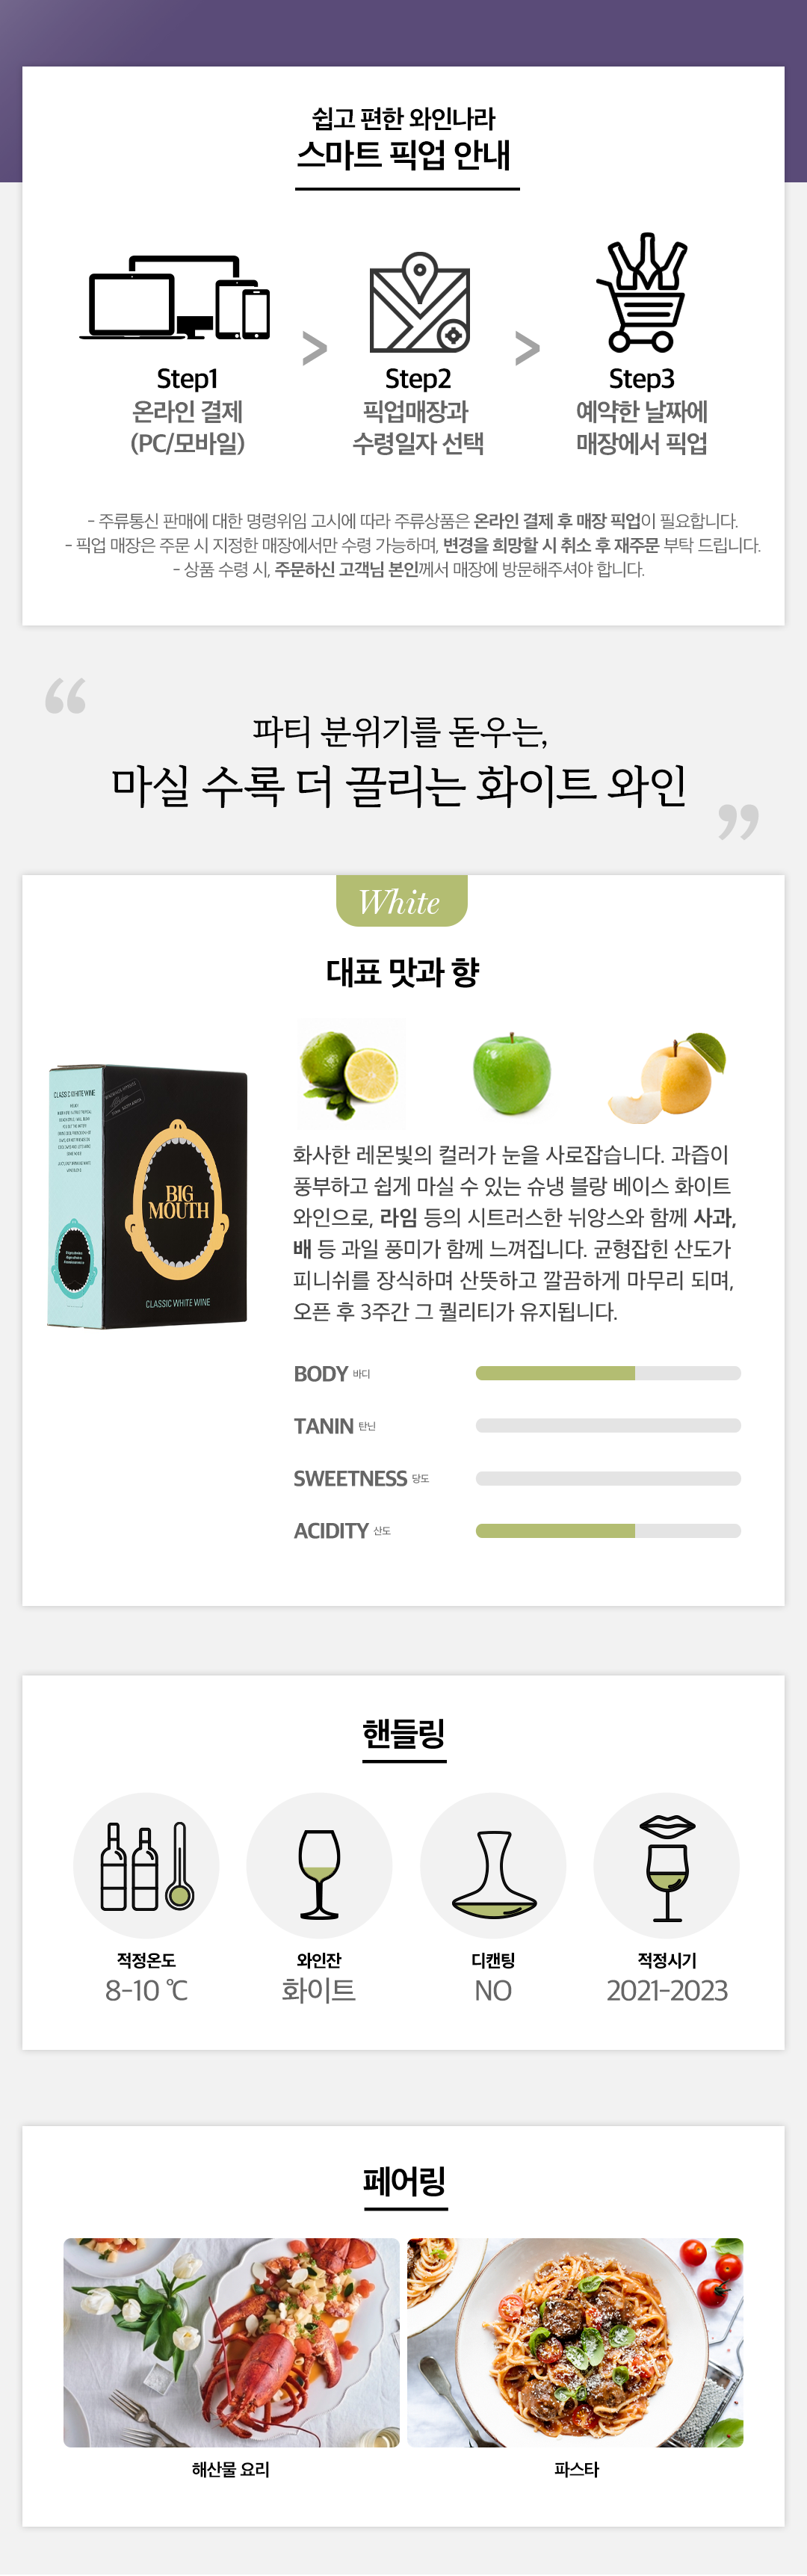 쉽고 편한 와인나라
스마트 픽업 안내
Step1
온라인 결제
(PC/모바일)
>
Step2
픽업매장과
수령일자 선택
>
Step3
예약한 날짜에
매장에서 픽업
- 주류통신 판매에 대한 명령위임 고시에 따라 주류상품은 온라인 결제 후 매장 픽업이 필요합니다.
- 픽업 매장은 주문 시 지정한 매장에서만 수령 가능하며, 변경을 희망할 시 취소 후 재주문 부탁 드립니다.
- 상품 수령 시, 주문하신 고객님 본인께서 매장에 방문해주셔야 합니다.
“
파티 분위기를 돋우는,
마실 수록 더 끌리는 화이트 와인
”
White
대표 맛과 향
CLASSIC WHITE WINE
BIG
MOUTH
CLASSIC WHITE WINE
화사한 레몬빛의 컬러가 눈을 사로잡습니다. 과즙이
풍부하고 쉽게 마실 수 있는 슈냉 블랑 베이스 화이트
와인으로, 라임 등의 시트러스한 뉘앙스와 함께 사과,
배 등 과일 풍미가 함께 느껴집니다. 균형잡힌 산도가
피니쉬를 장식하며 산뜻하고 깔끔하게 마무리 되며,
오픈 후 3주간 그 퀄리티가 유지됩니다.
BODY 바디
TANIN 탄닌
SWEETNESS 당도
ACIDITY 산도
핸들링
적정온도
8-10 ℃
와인잔
화이트
디캔팅
NO
적정시기
2021-2023
페어링
해산물 요리
파스타